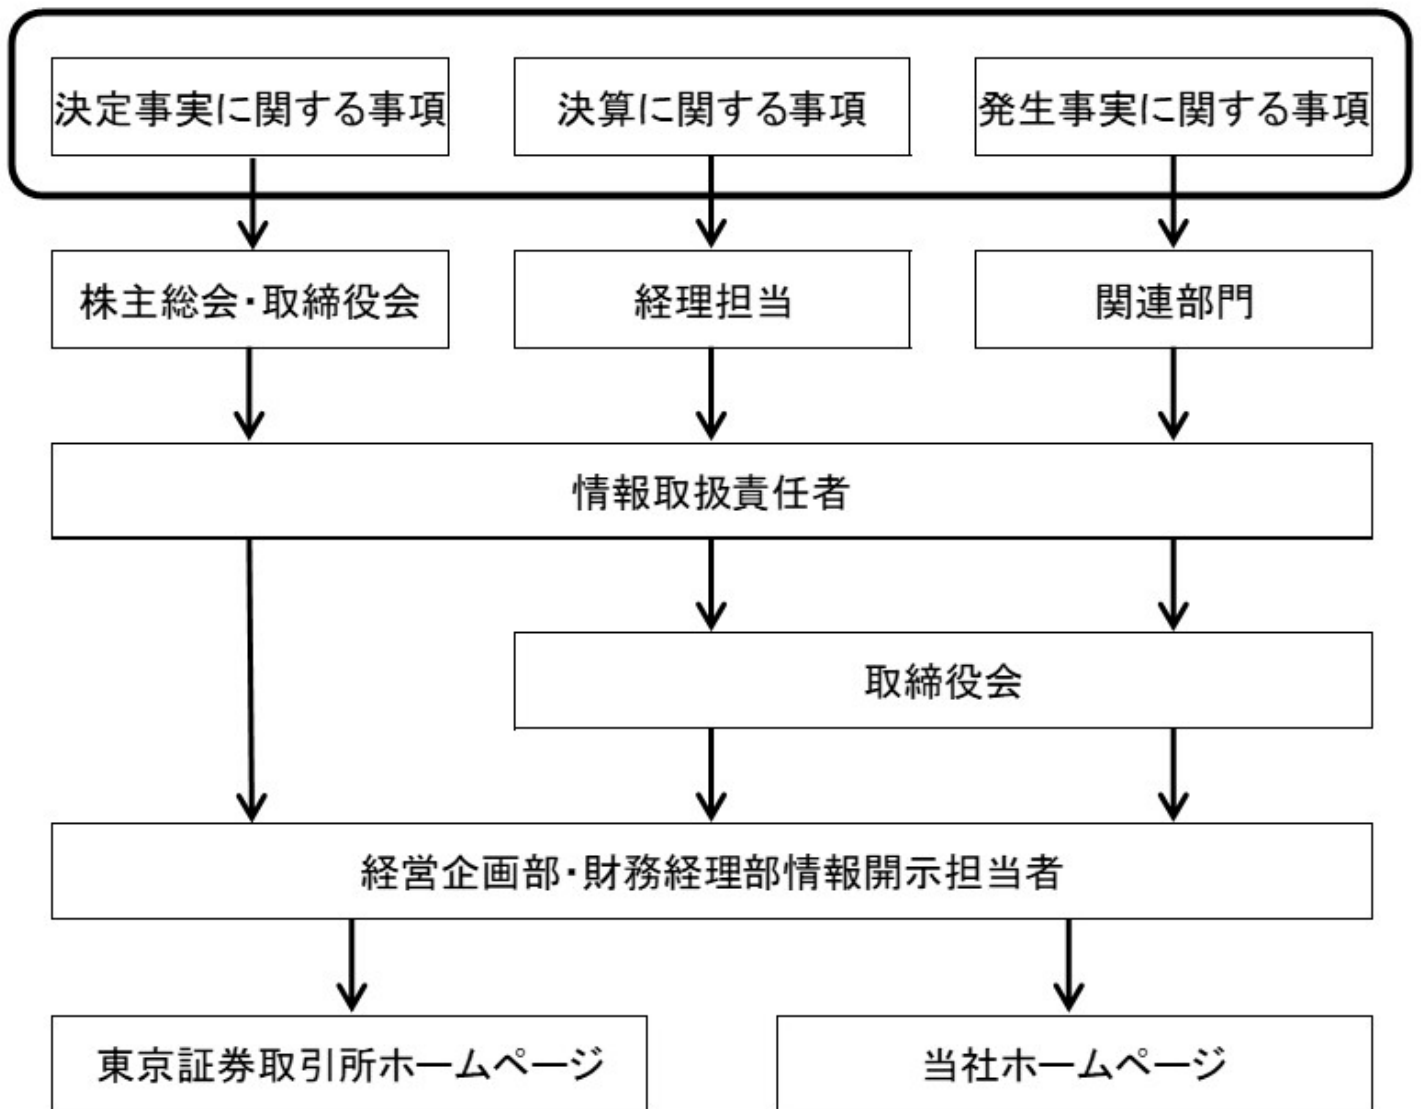 決定事実に関する事項
決算に関する事項
発生事実に関する事項
株主総会・取締役会
経理担当
関連部門
情報取扱責任者
取締役会
経営企画部・財務経理部情報開示担当者
東京証券取引所ホームページ
当社ホームページ